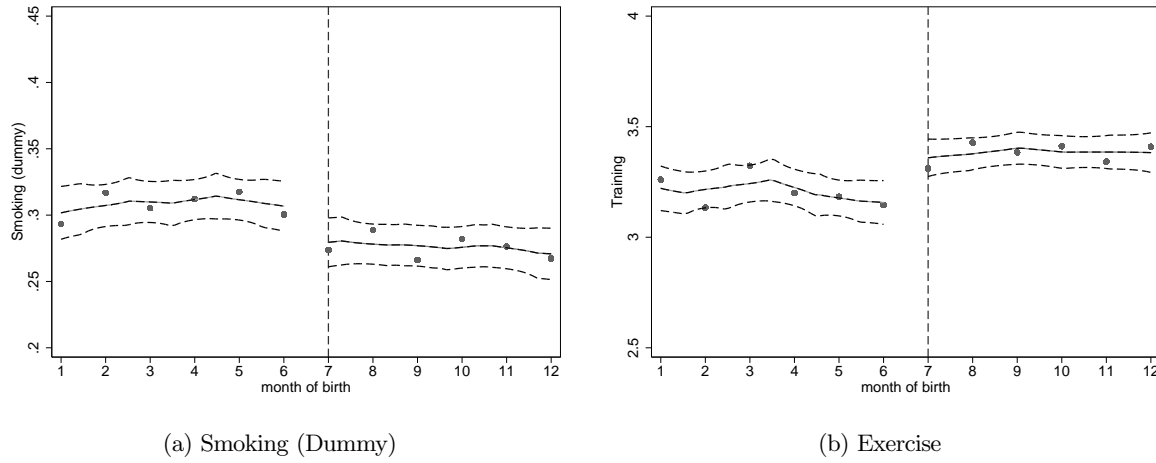 .45
.4
.35
.3
.25
.2
Smoking (dummy)
1 2 3 4 5 6 7 8 9 10 11 12
month of birth
(a) Smoking (Dummy)
4
3.5
3
2.5
Training
1 2 3 4 5 6 7 8 9 10 11 12
month of birth
(b) Exercise